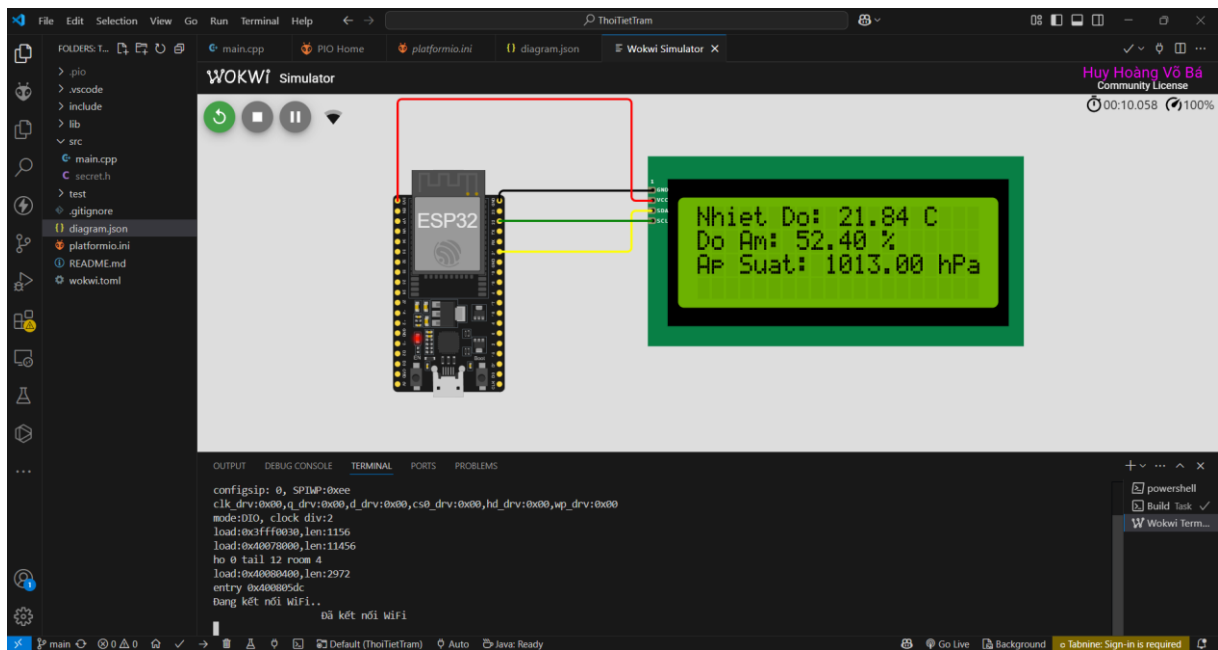 File Edit Selection View Go Run Terminal Help
ThoiTietTram
FOLDERS: T...
main.cpp
PIO Home
platformio.ini
{} diagram.json
Wokwi Simulator
> .pio
> .vscode
> include
> lib
src
main.cpp
C secret.h
> test
.gitignore
{} diagram.json
platformio.ini
README.md
wokwi.toml
WOKWI Simulator
Huy Hoàng Võ Bá
Community License
00:10.058 100%
ESP32
GND
VCC
SDA
SCL
Nhiet Do: 21.84 C
Do Am: 52.40 %
Ap Suat: 1013.00 hPa
OUTPUT DEBUG CONSOLE TERMINAL PORTS PROBLEMS
configsip: 0, SPIWP:0xee
clk_drv:0x00,q_drv:0x00,d_drv:0x00,cs0_drv:0x00,hd_drv:0x00,wp_drv:0x00
mode:DIO, clock div:2
load:0x3fff0030,len:1156
load:0x40078000,len:11456
ho 0 tail 12 room 4
load:0x40080400,len:2972
entry 0x400805dc
Đang kết nối WiFi..
Đã kết nối WiFi
powershell
Build Task
Wokwi Term...
main 0 0 Default (ThoiTietTram) Auto Java: Ready Go Live Background Tabnine: Sign-in is required